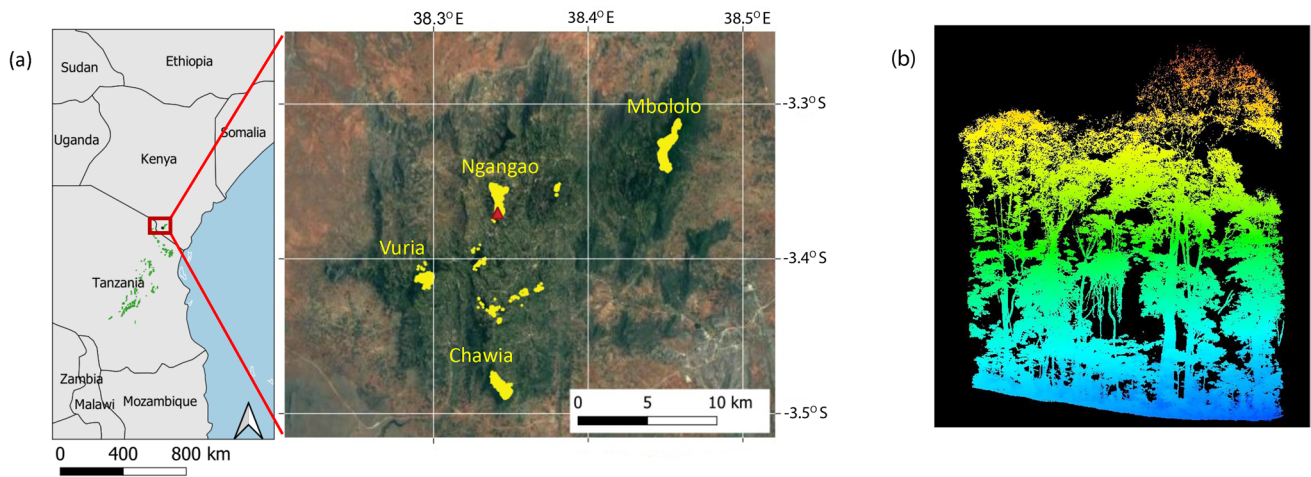 (a)
Sudan
Ethiopia
Uganda
Somalia
Kenya
Tanzania
Zambia
Malawi
Mozambique
0 400 800 km
38.3°E 38.4°E 38.5°E
-3.3°S
-3.4°S
-3.5°S
Mbololo
Ngangao
Vuria
Chawia
0 5 10 km
(b)